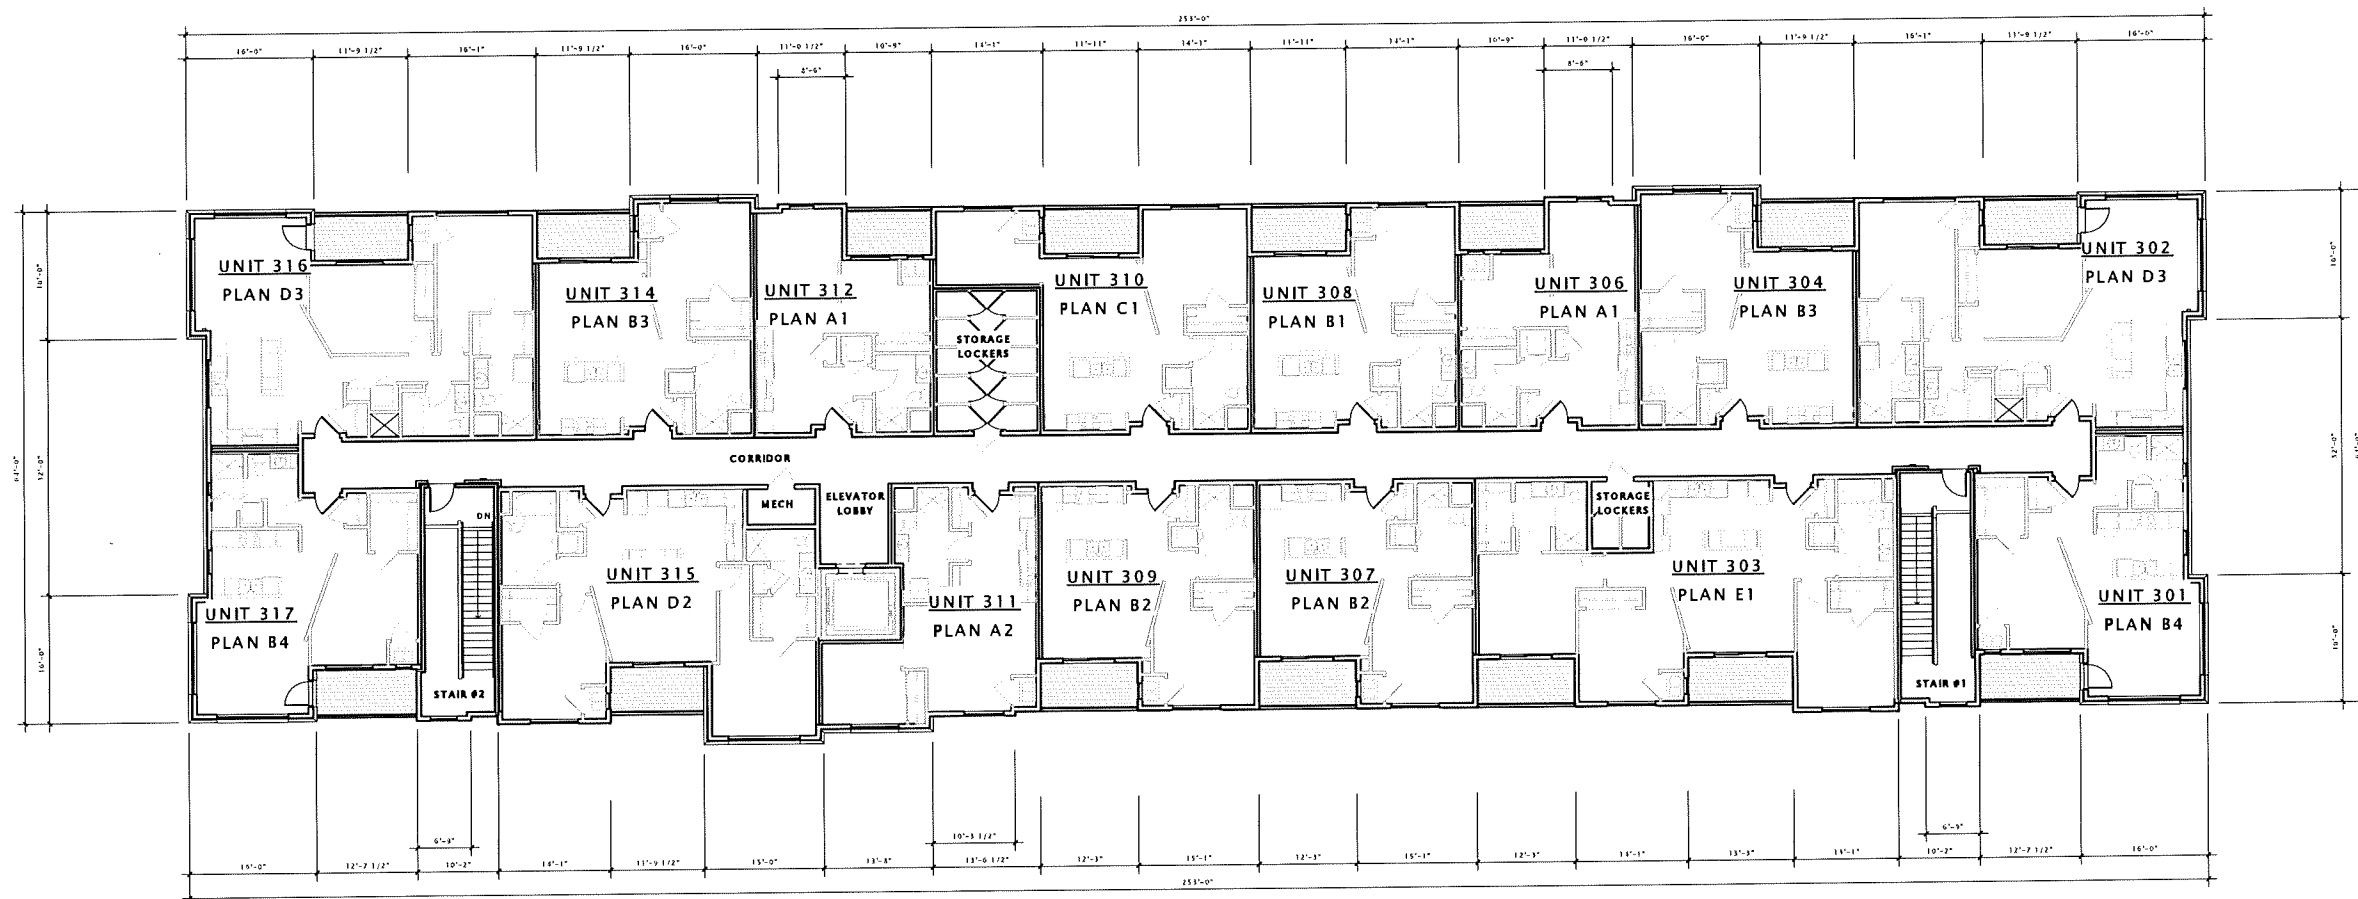 253'-0"
16'-0" 11'-9 1/2" 16'-1" 11'-9 1/2" 16'-0" 11'-0 1/2" 10'-9" 14'-1" 11'-11" 14'-1" 11'-11" 14'-1" 10'-9" 11'-0 1/2" 16'-0" 11'-9 1/2" 16'-1" 11'-9 1/2" 16'-0"
8'-6" 8'-6"
UNIT 316
PLAN D3
UNIT 314
PLAN B3
UNIT 312
PLAN A1
STORAGE
LOCKERS
UNIT 310
PLAN C1
UNIT 308
PLAN B1
UNIT 306
PLAN A1
UNIT 304
PLAN B3
UNIT 302
PLAN D3
16'-0"
32'-0"
16'-0"
16'-0"
32'-0"
16'-0"
CORRIDOR
MECH
ELEVATOR
LOBBY
STORAGE
LOCKERS
DN
UNIT 317
PLAN B4
STAIR #2
UNIT 315
PLAN D2
UNIT 311
PLAN A2
UNIT 309
PLAN B2
UNIT 307
PLAN B2
UNIT 303
PLAN E1
STAIR #1
UNIT 301
PLAN B4
6'-9" 10'-3 1/2" 6'-9"
16'-0" 12'-7 1/2" 10'-2" 14'-1" 11'-9 1/2" 15'-0" 13'-8" 13'-6 1/2" 12'-3" 15'-1" 12'-3" 15'-1" 12'-3" 14'-1" 13'-3" 14'-1" 10'-2" 12'-7 1/2" 16'-0"
253'-0"